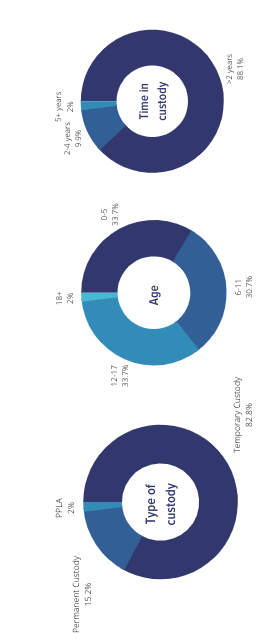 Type of
custody
Temporary Custody
82.8%
Permanent Custody
15.2%
PPLA
2%
Age
0-5
33.7%
6-11
30.7%
12-17
33.7%
18+
2%
Time in
custody
>2 years
88.1%
2-4 years
9.9%
5+ years
2%